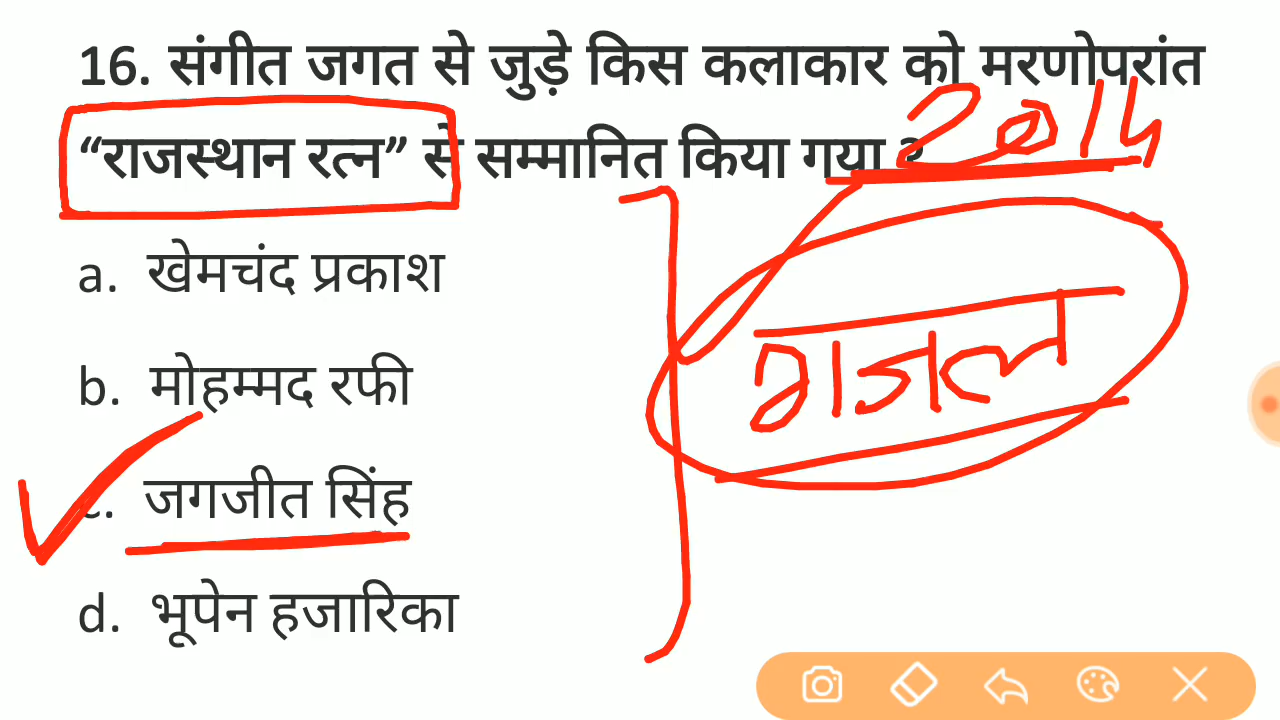 16. संगीत जगत से जुड़े किस कलाकार को मरणोपरांत
“राजस्थान रत्न” से सम्मानित किया गया ?
2014
a. खेमचंद प्रकाश
गजल
b. मोहम्मद रफी
c. जगजीत सिंह
d. भूपेन हजारिका